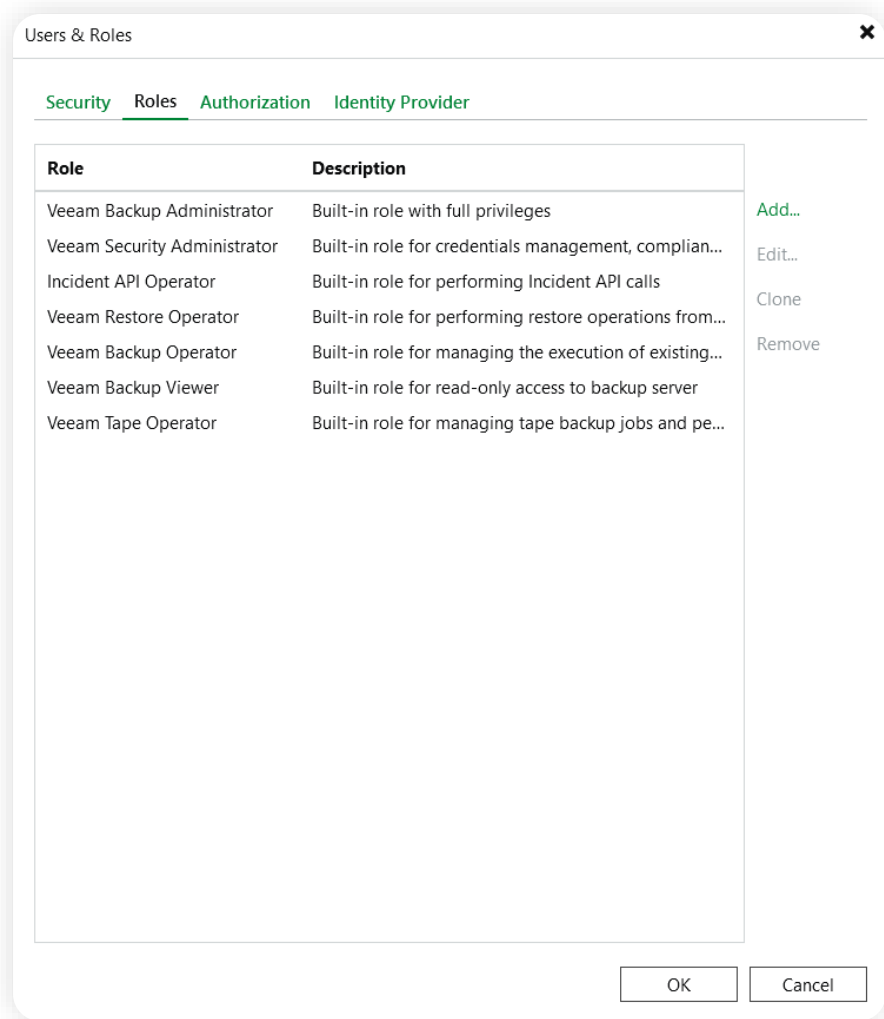 Users & Roles
Security Roles Authorization Identity Provider
Role Description
Veeam Backup Administrator Built-in role with full privileges
Veeam Security Administrator Built-in role for credentials management, complian...
Incident API Operator Built-in role for performing Incident API calls
Veeam Restore Operator Built-in role for performing restore operations from...
Veeam Backup Operator Built-in role for managing the execution of existing...
Veeam Backup Viewer Built-in role for read-only access to backup server
Veeam Tape Operator Built-in role for managing tape backup jobs and pe...
Add...
Edit...
Clone
Remove
OK Cancel